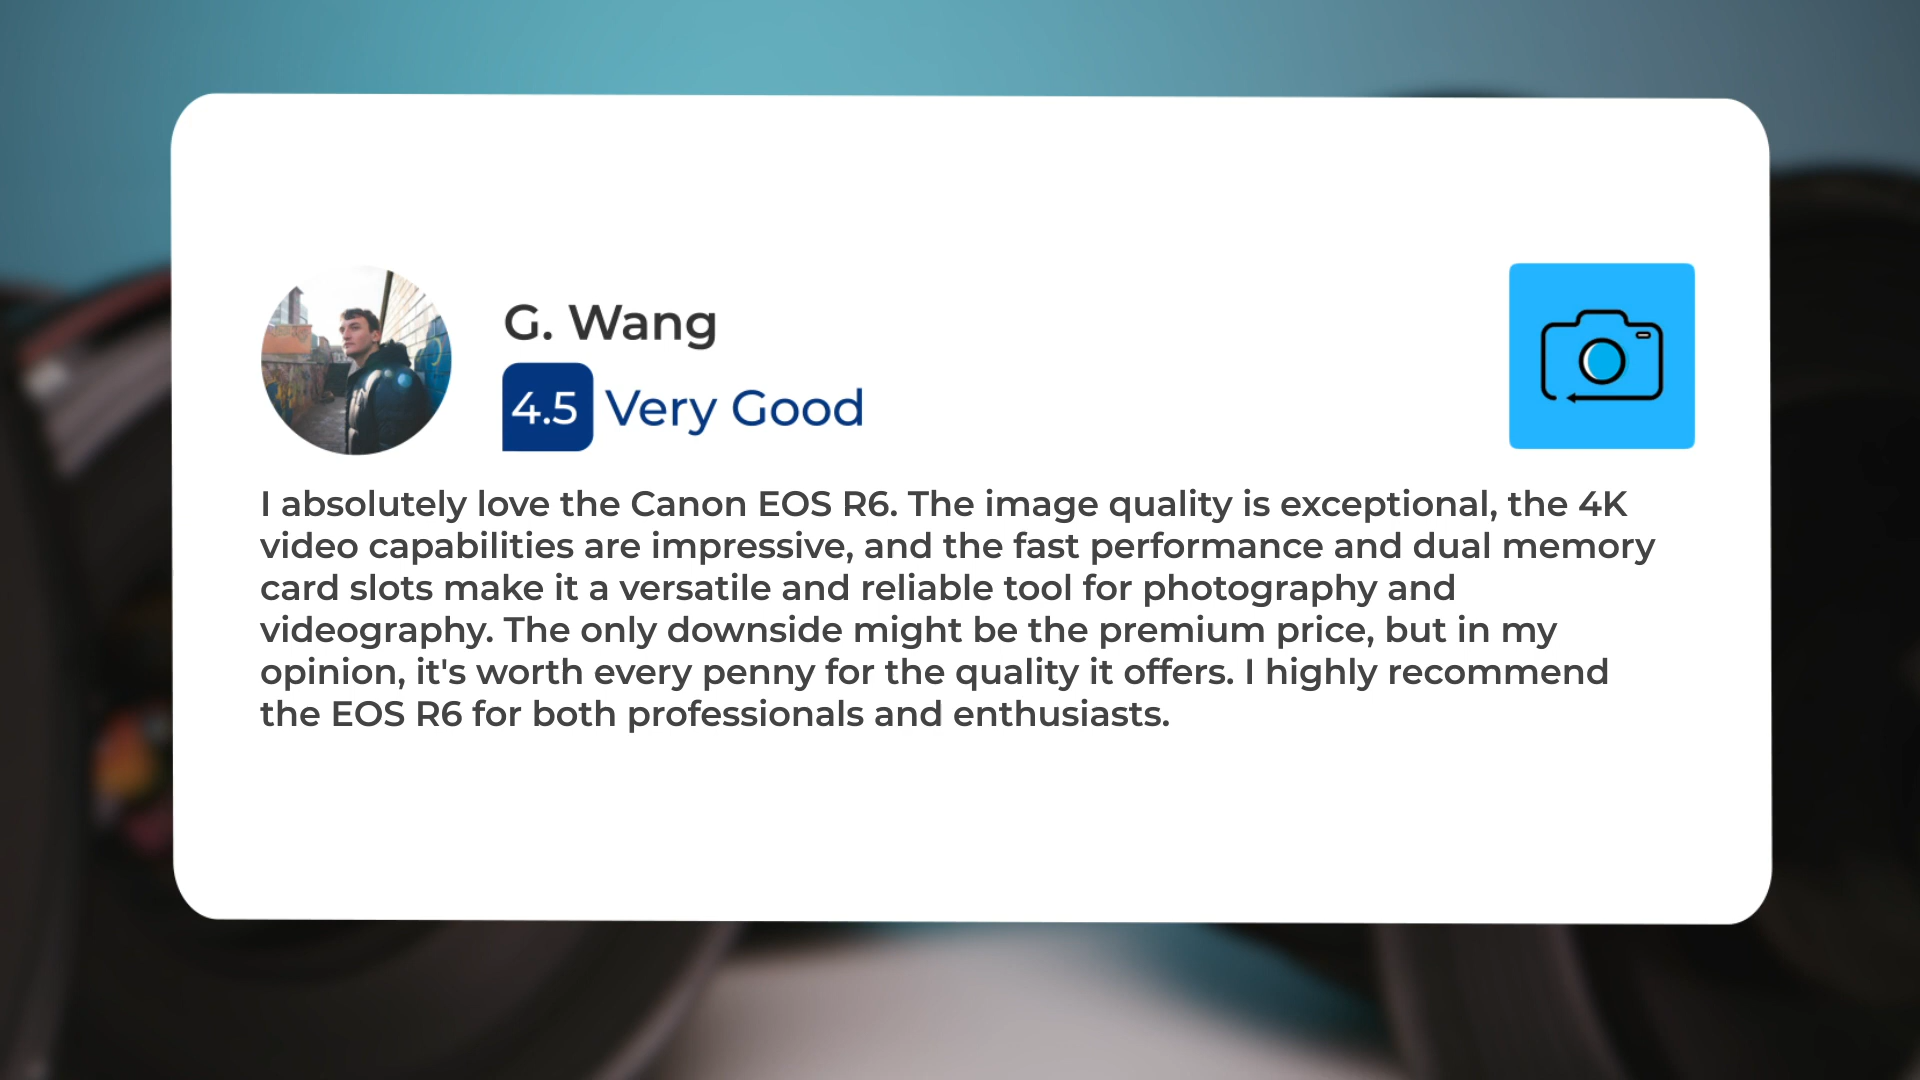 G. Wang
4.5 Very Good
I absolutely love the Canon EOS R6. The image quality is exceptional, the 4K
video capabilities are impressive, and the fast performance and dual memory
card slots make it a versatile and reliable tool for photography and
videography. The only downside might be the premium price, but in my
opinion, it's worth every penny for the quality it offers. I highly recommend
the EOS R6 for both professionals and enthusiasts.